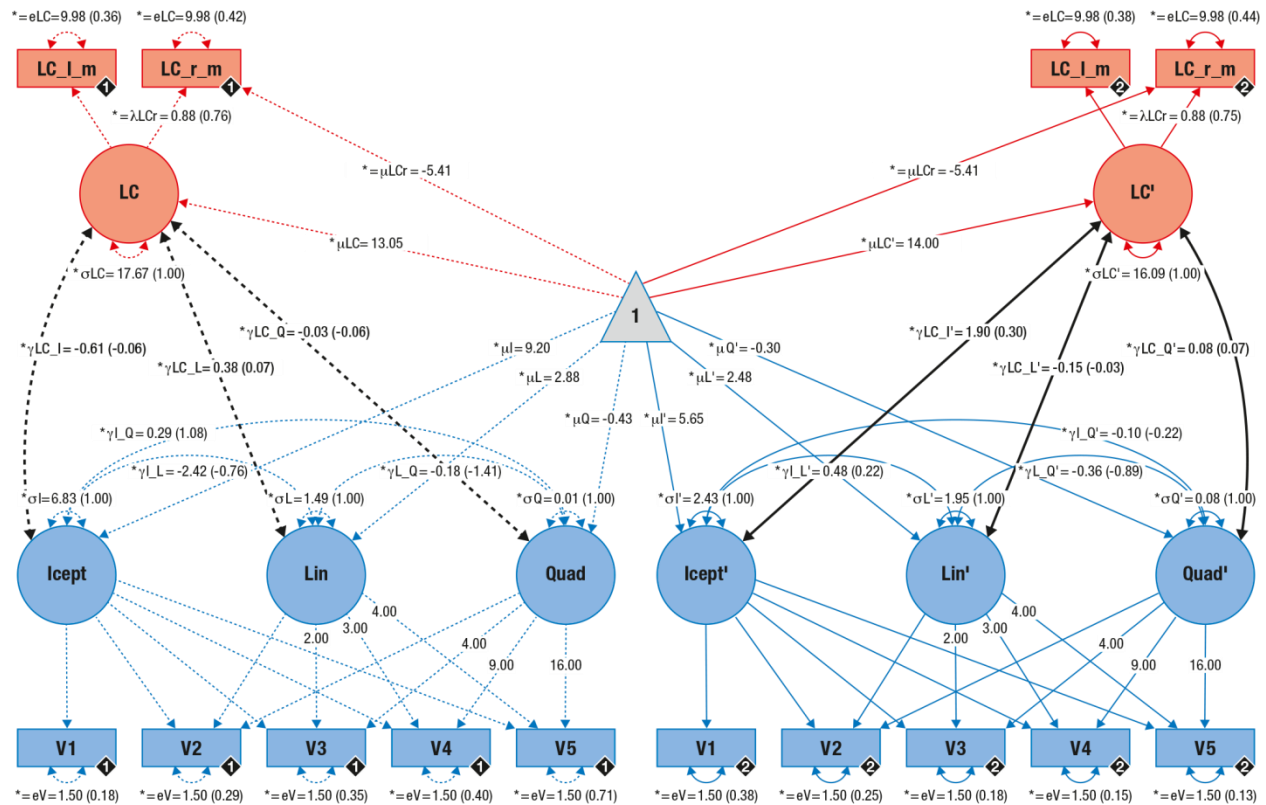 *=eLC=9.98 (0.36) *=eLC=9.98 (0.42) *=eLC=9.98 (0.38) *=eLC=9.98 (0.44)
LC_l_m 1 LC_r_m 1 LC_l_m 2 LC_r_m 2
*=λLCr = 0.88 (0.76) *=λLCr = 0.88 (0.75)
*=μLCr = -5.41 *=μLCr = -5.41
LC LC'
*μLC= 13.05 *μLC'= 14.00
*σLC= 17.67 (1.00) *σLC'= 16.09 (1.00)
1
*γLC_I= -0.61 (-0.06) *γLC_Q= -0.03 (-0.06) *μI= 9.20 *μQ'= -0.30 *γLC_I'= 1.90 (0.30) *γLC_Q'= 0.08 (0.07)
*γLC_L= 0.38 (0.07) *μL= 2.88 *μL'= 2.48 *γLC_L'= -0.15 (-0.03)
*μQ= -0.43 *μI'= 5.65
*γI_Q= 0.29 (1.08) *γI_Q'= -0.10 (-0.22)
*γI_L= -2.42 (-0.76) *γL_Q= -0.18 (-1.41) *γI_L'= 0.48 (0.22) *γL_Q'= -0.36 (-0.89)
*σI= 6.83 (1.00) *σL= 1.49 (1.00) *σQ= 0.01 (1.00) *σI'= 2.43 (1.00) *σL'= 1.95 (1.00) *σQ'= 0.08 (1.00)
Icept Lin Quad Icept' Lin' Quad'
4.00 4.00
2.00 3.00 2.00 3.00
4.00 4.00
9.00 16.00 9.00 16.00
V1 1 V2 1 V3 1 V4 1 V5 1 V1 2 V2 2 V3 2 V4 2 V5 2
*=eV= 1.50 (0.18) *=eV= 1.50 (0.29) *=eV= 1.50 (0.35) *=eV= 1.50 (0.40) *=eV= 1.50 (0.71) *=eV= 1.50 (0.38) *=eV= 1.50 (0.25) *=eV= 1.50 (0.18) *=eV= 1.50 (0.15) *=eV= 1.50 (0.13)